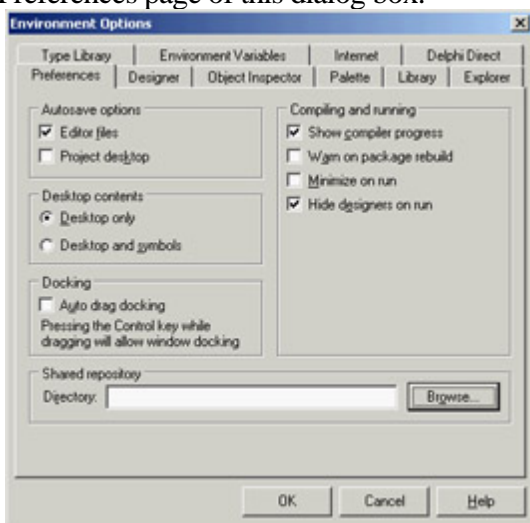 Preferences page of this dialog box.
Environment Options
Type Library Environment Variables Internet Delphi Direct
Preferences Designer Object Inspector Palette Library Explorer
Autosave options
Editor files
Project desktop
Desktop contents
Desktop only
Desktop and symbols
Docking
Auto drag docking
Pressing the Control key while
dragging will allow window docking
Compiling and running
Show compiler progress
Warn on package rebuild
Minimize on run
Hide designers on run
Shared repository
Directory: Browse...
OK Cancel Help